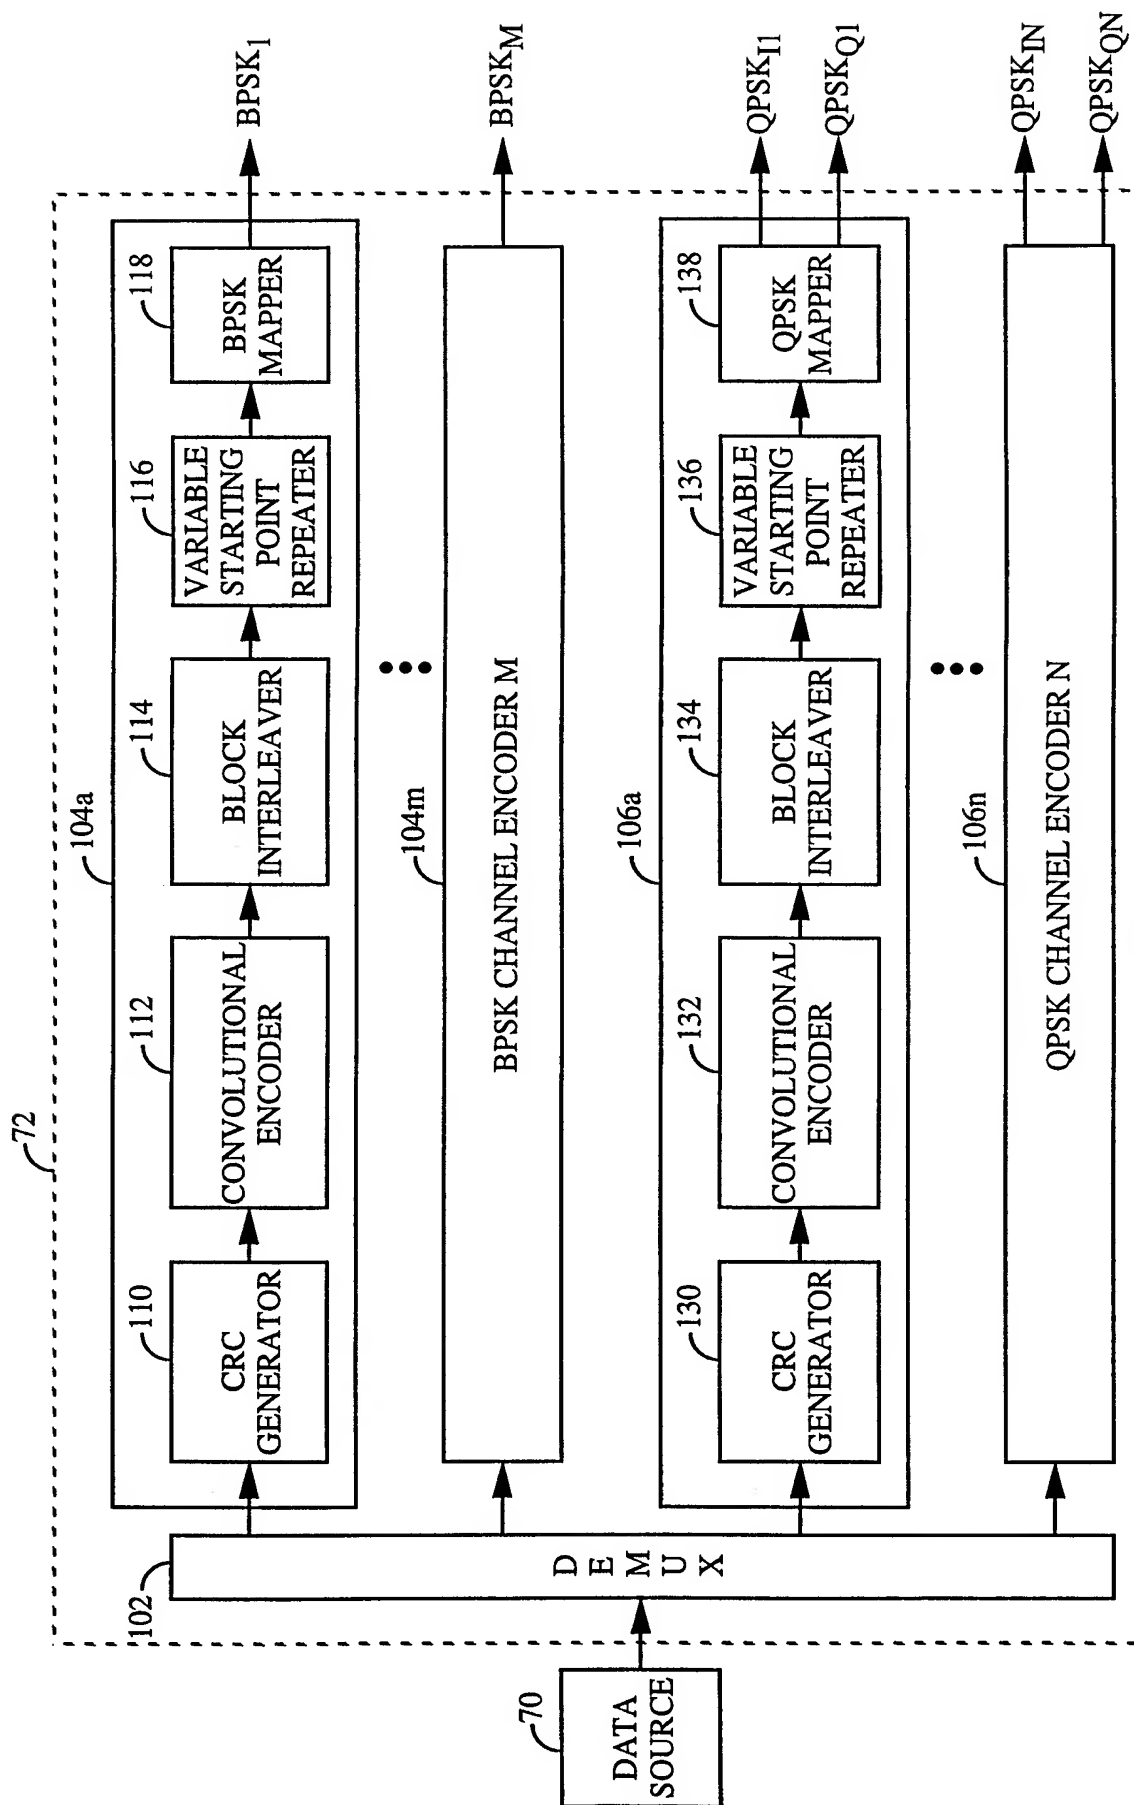 72
70
DATA
SOURCE
102
D
E
M
U
X
104a
110
CRC
GENERATOR
112
CONVOLUTIONAL
ENCODER
114
BLOCK
INTERLEAVER
116
VARIABLE
STARTING
POINT
REPEATER
118
BPSK
MAPPER
BPSK1
104m
BPSK CHANNEL ENCODER M
BPSKM
106a
130
CRC
GENERATOR
132
CONVOLUTIONAL
ENCODER
134
BLOCK
INTERLEAVER
136
VARIABLE
STARTING
POINT
REPEATER
138
QPSK
MAPPER
QPSKI1
QPSKQ1
106n
QPSK CHANNEL ENCODER N
QPSKIN
QPSKQN